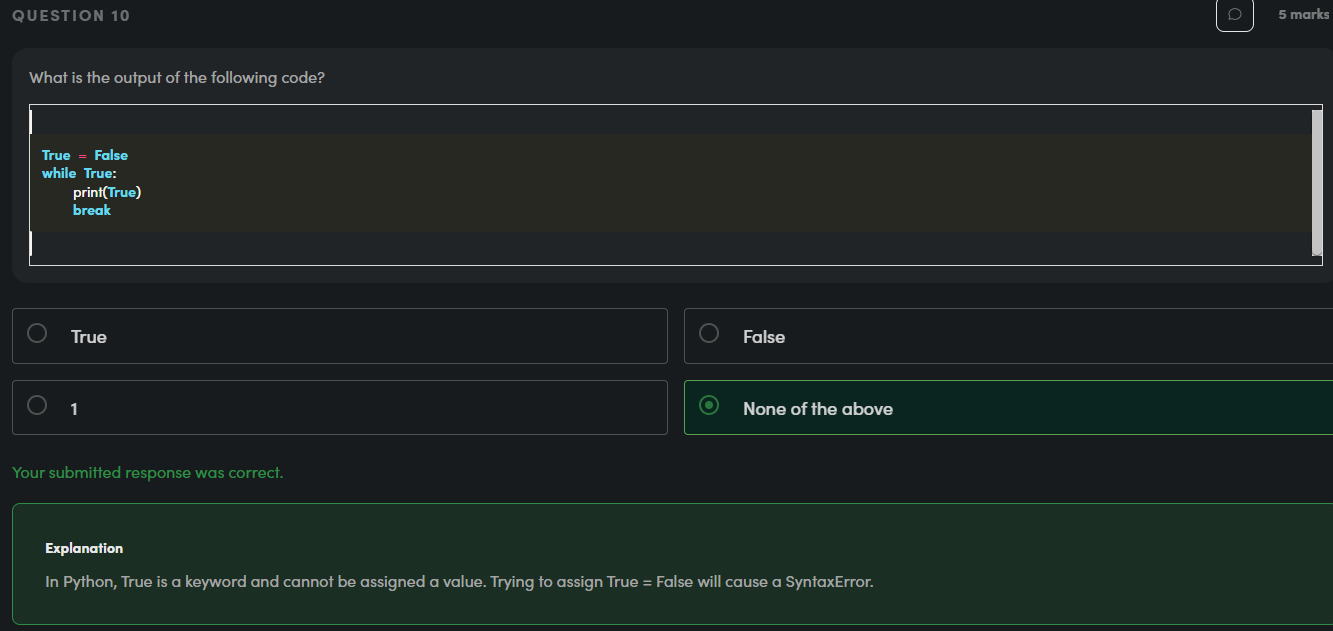 QUESTION 10
5 marks
What is the output of the following code?
True = False
while True:
    print(True)
    break
True
False
1
None of the above
Your submitted response was correct.
Explanation
In Python, True is a keyword and cannot be assigned a value. Trying to assign True = False will cause a SyntaxError.